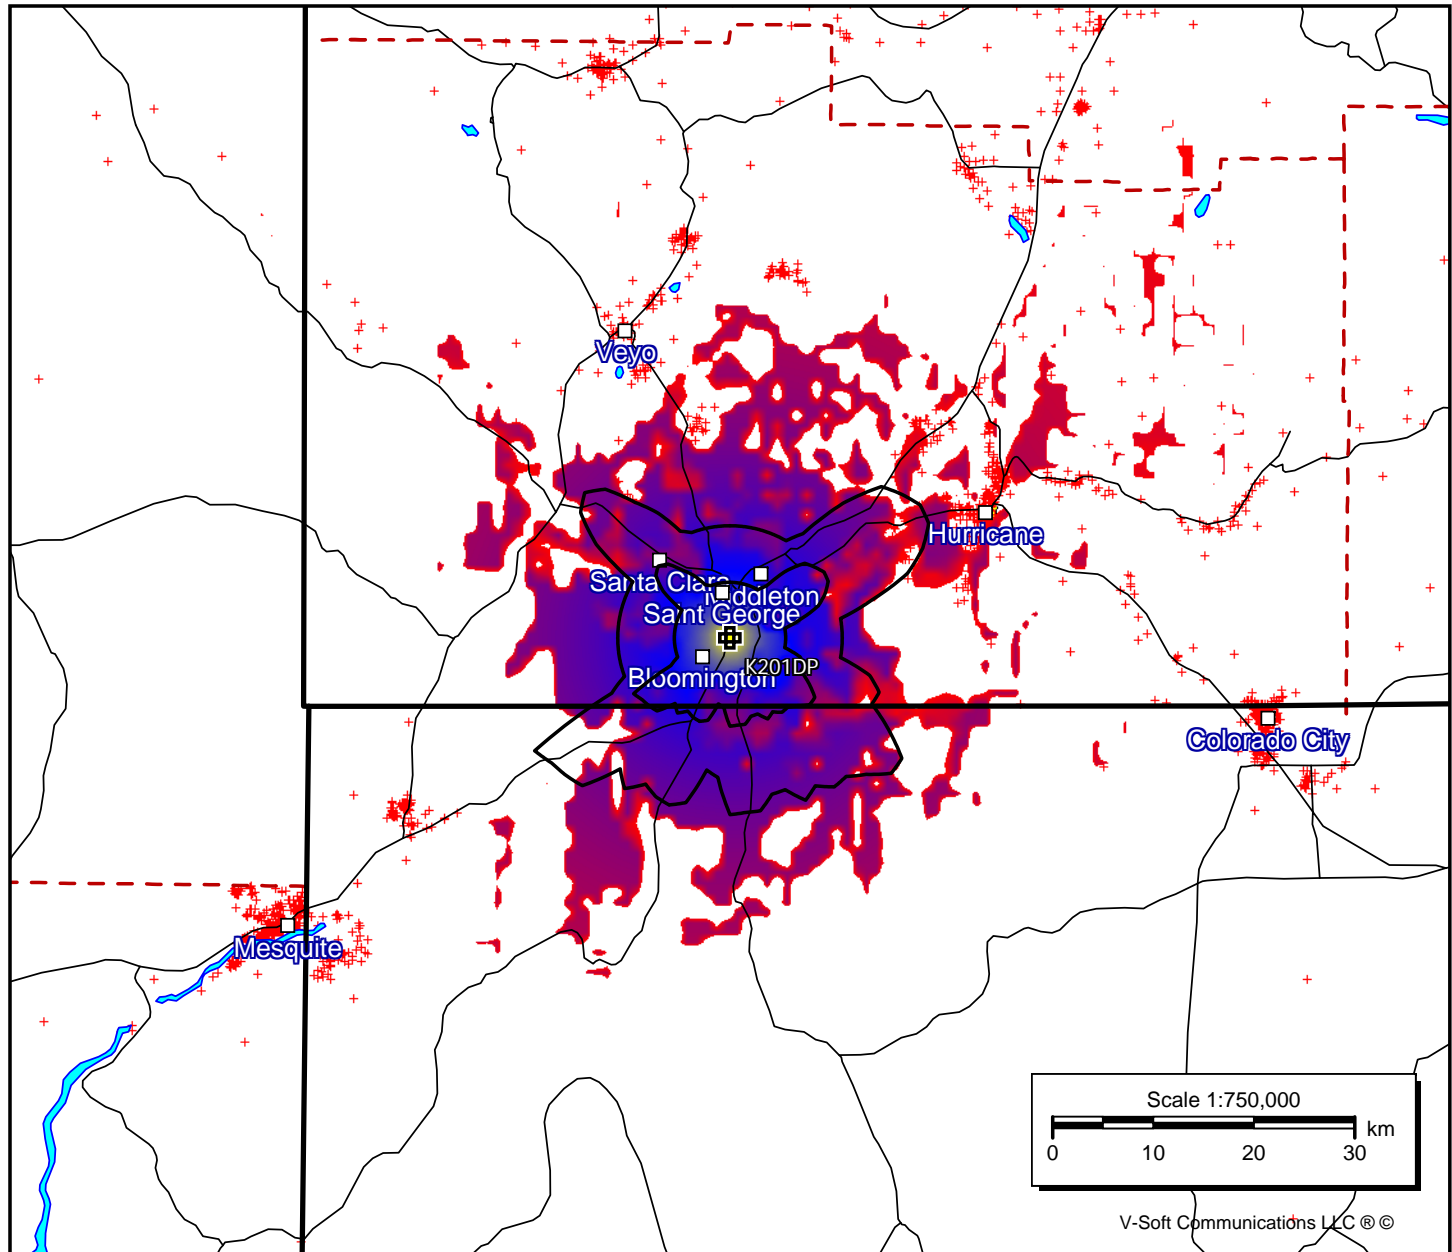 Veyo
Hurricane
Santa Clara
Middleton
Saint George
K201DP
Bloomington
Colorado City
Mesquite
Scale 1:750,000
km
0 10 20 30
V-Soft Communications LLC ® ©